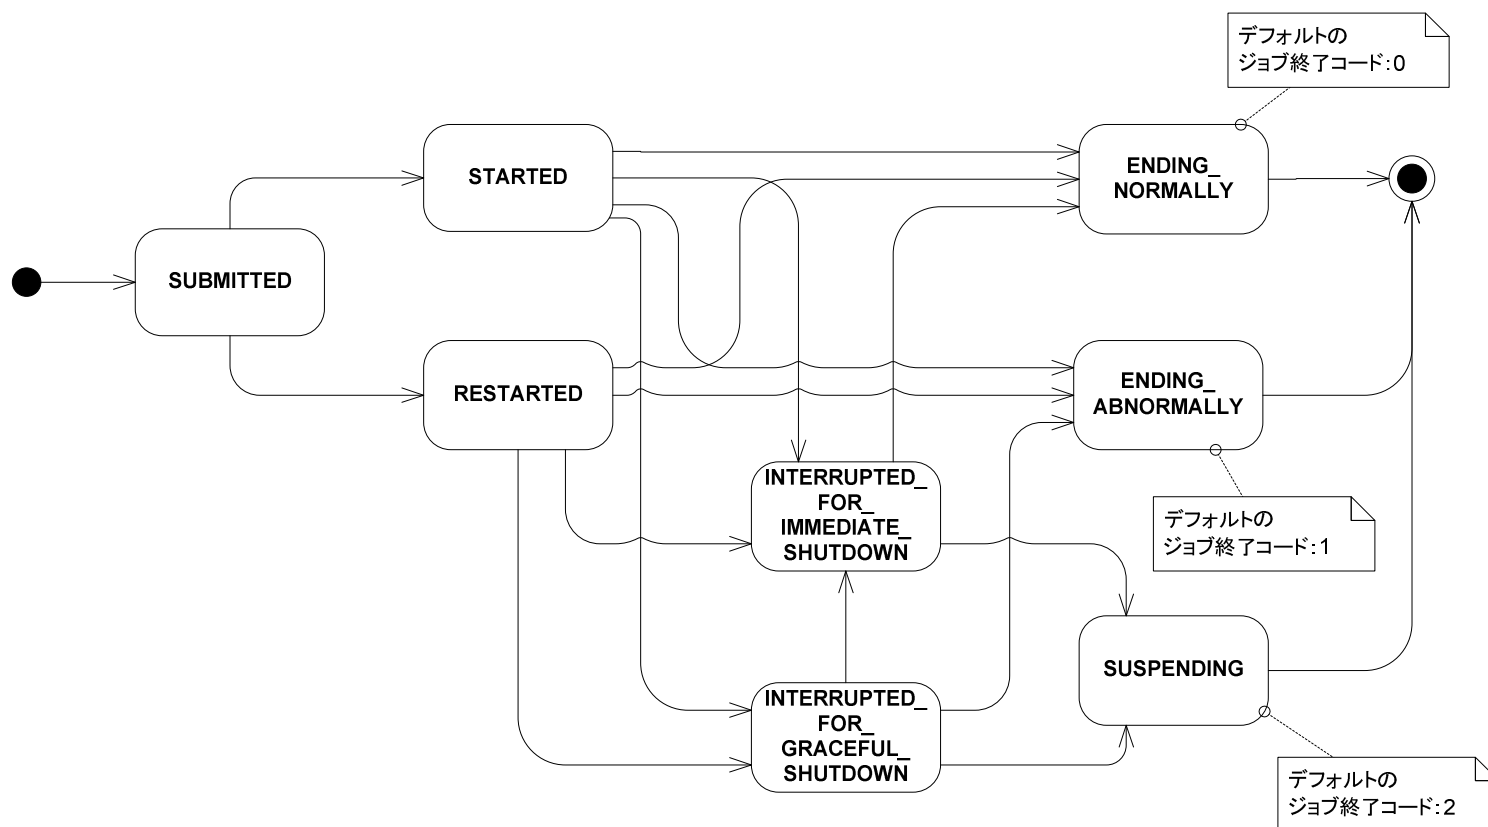 デフォルトの
ジョブ終了コード:0
STARTED
ENDING_
NORMALLY
SUBMITTED
RESTARTED
ENDING_
ABNORMALLY
INTERRUPTED_
FOR_
IMMEDIATE_
SHUTDOWN
デフォルトの
ジョブ終了コード:1
SUSPENDING
INTERRUPTED_
FOR_
GRACEFUL_
SHUTDOWN
デフォルトの
ジョブ終了コード:2